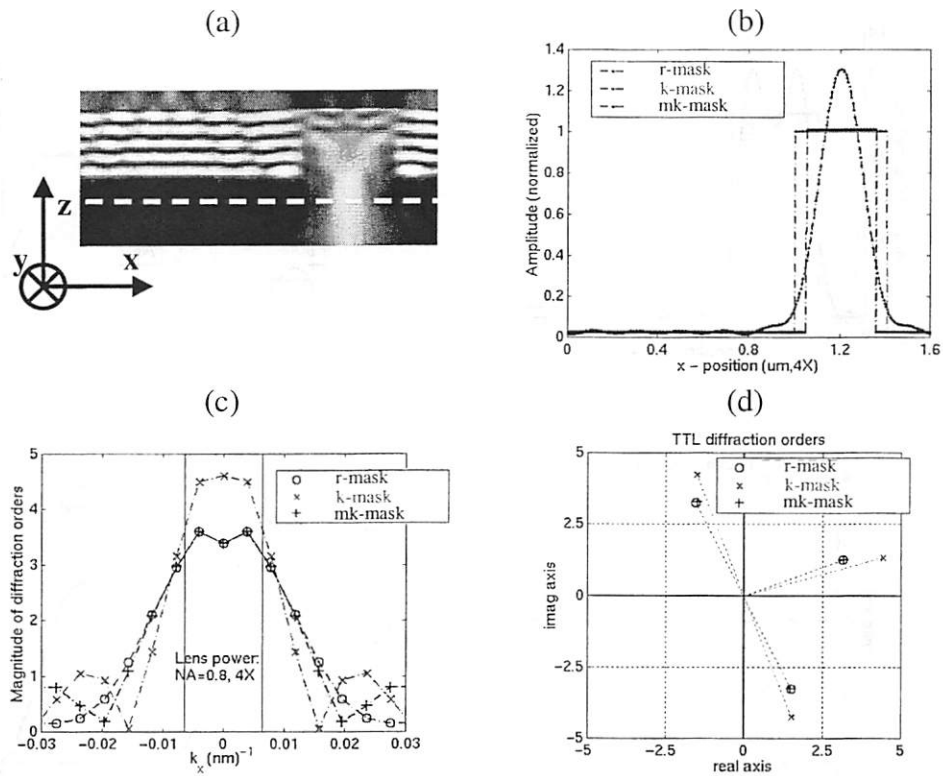 (a)
z
y
x
(b)
1.4
1.2
1
0.8
0.6
0.4
0.2
0
Amplitude (normalized)
r-mask
k-mask
mk-mask
0
0.4
0.8
1.2
1.6
x - position (um,4X)
(c)
5
4
3
2
1
0
Magnitude of diffraction orders
r-mask
k-mask
mk-mask
Lens power:
NA=0.8, 4X
-0.03
-0.02
-0.01
0
0.01
0.02
0.03
k x (nm)-1
(d)
TTL diffraction orders
5
2.5
0
-2.5
-5
imag axis
r-mask
k-mask
mk-mask
-5
-2.5
0
2.5
5
real axis